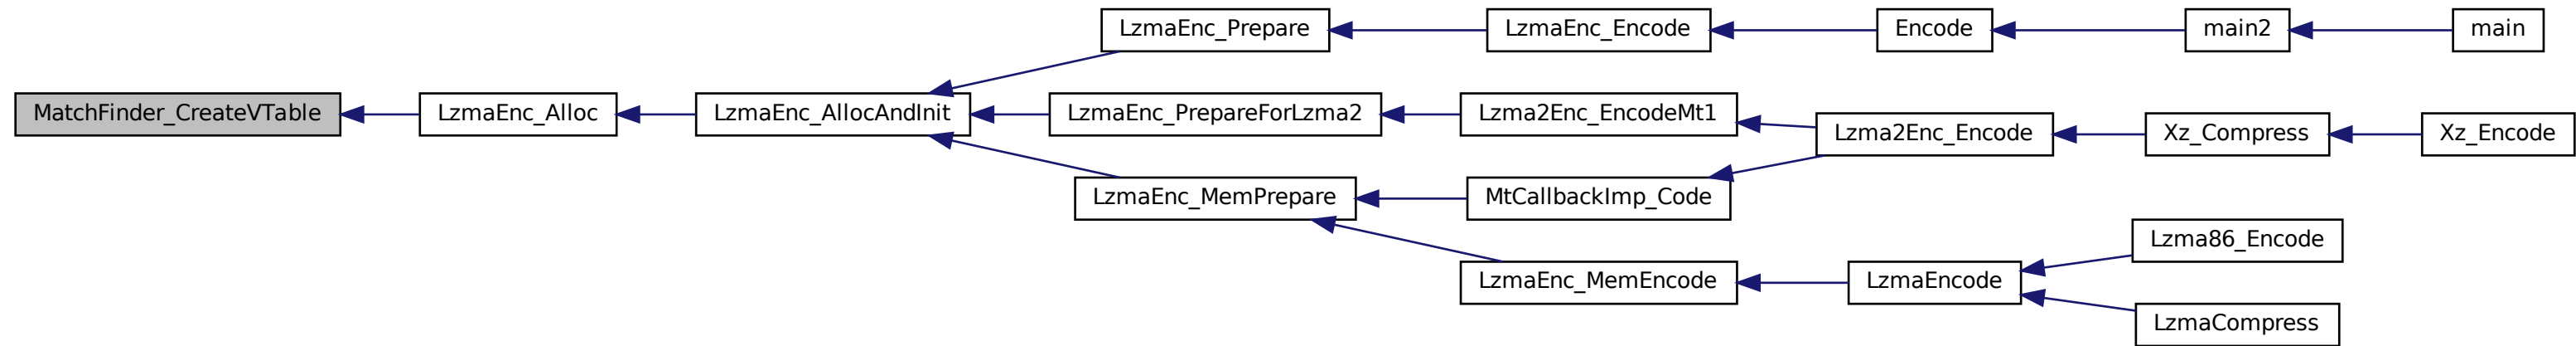 LzmaEnc_Prepare
LzmaEnc_Encode
Encode
main2
main
MatchFinder_CreateVTable
LzmaEnc_Alloc
LzmaEnc_AllocAndInit
LzmaEnc_PrepareForLzma2
Lzma2Enc_EncodeMt1
Lzma2Enc_Encode
Xz_Compress
Xz_Encode
LzmaEnc_MemPrepare
MtCallbackImp_Code
Lzma86_Encode
LzmaEnc_MemEncode
LzmaEncode
LzmaCompress